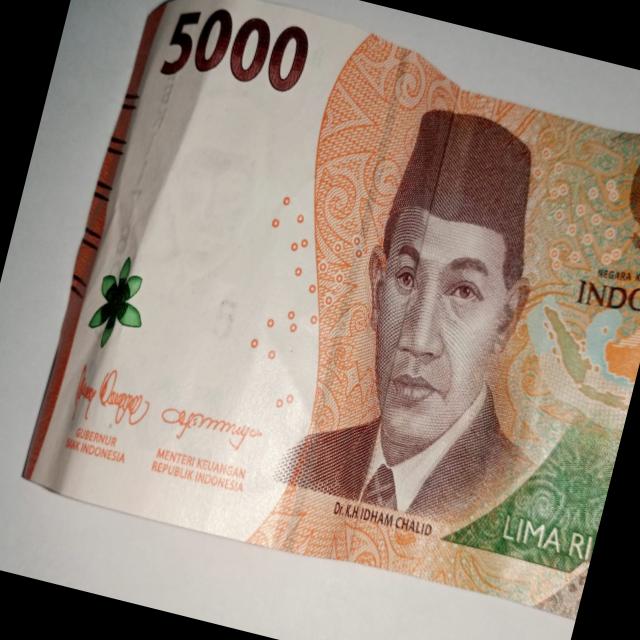 5000
NEGARA K
INDO
GUBERNUR
BANK INDONESIA
MENTERI KEUANGAN
REPUBLIK INDONESIA
Dr. K.H IDHAM CHALID
LIMA RI